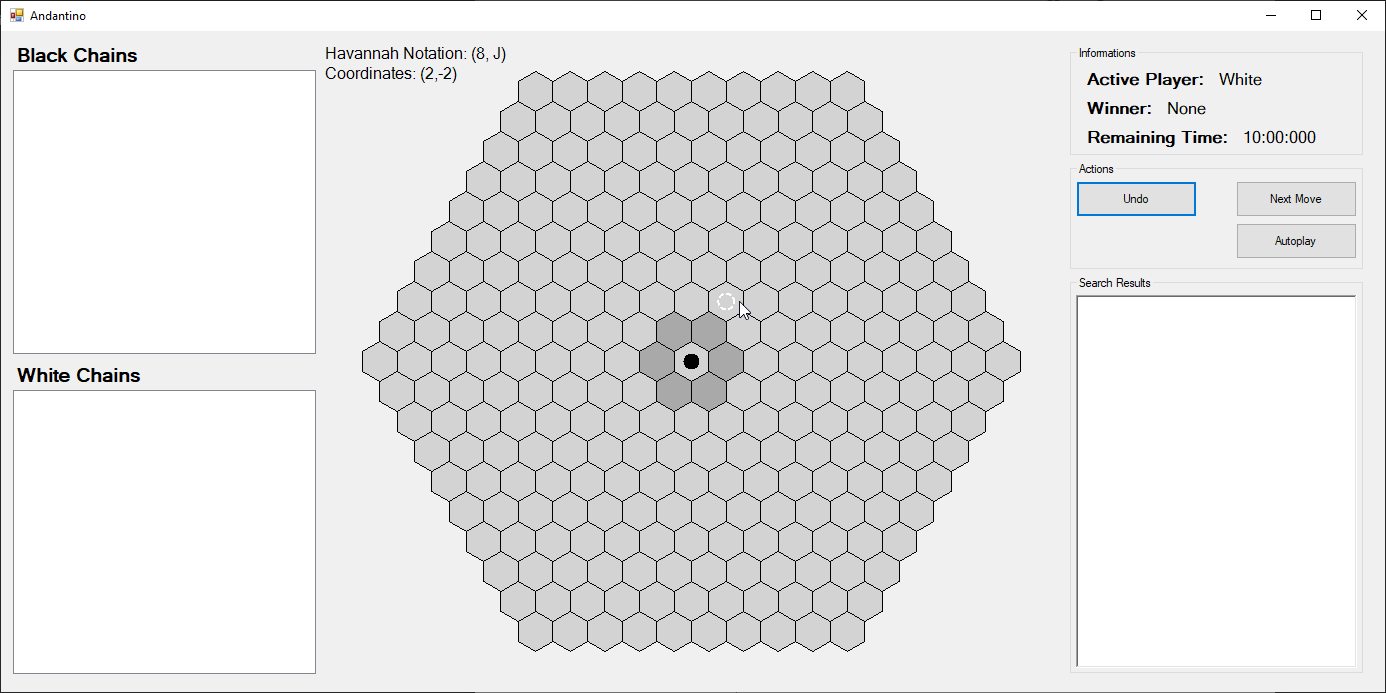 Andantino
Black Chains
Havannah Notation: (8, J)
Coordinates: (2,-2)
White Chains
Informations
Active Player: White
Winner: None
Remaining Time: 10:00:000
Actions
Undo
Next Move
Autoplay
Search Results